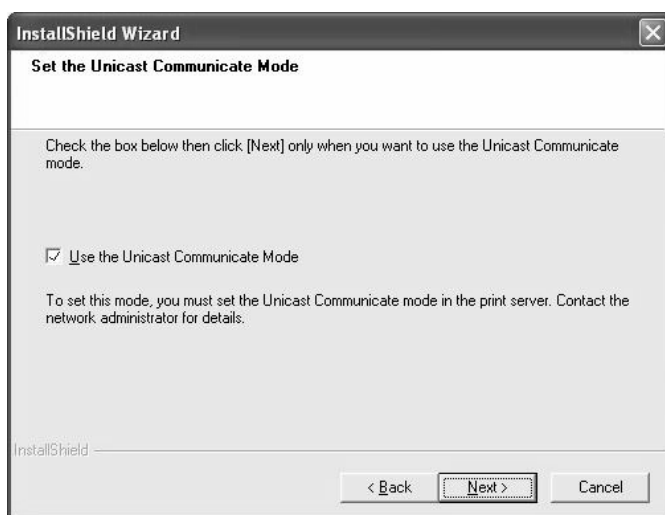 InstallShield Wizard
Set the Unicast Communicate Mode
Check the box below then click [Next] only when you want to use the Unicast Communicate
mode.
Use the Unicast Communicate Mode
To set this mode, you must set the Unicast Communicate mode in the print server. Contact the
network administrator for details.
InstallShield
< Back Next > Cancel